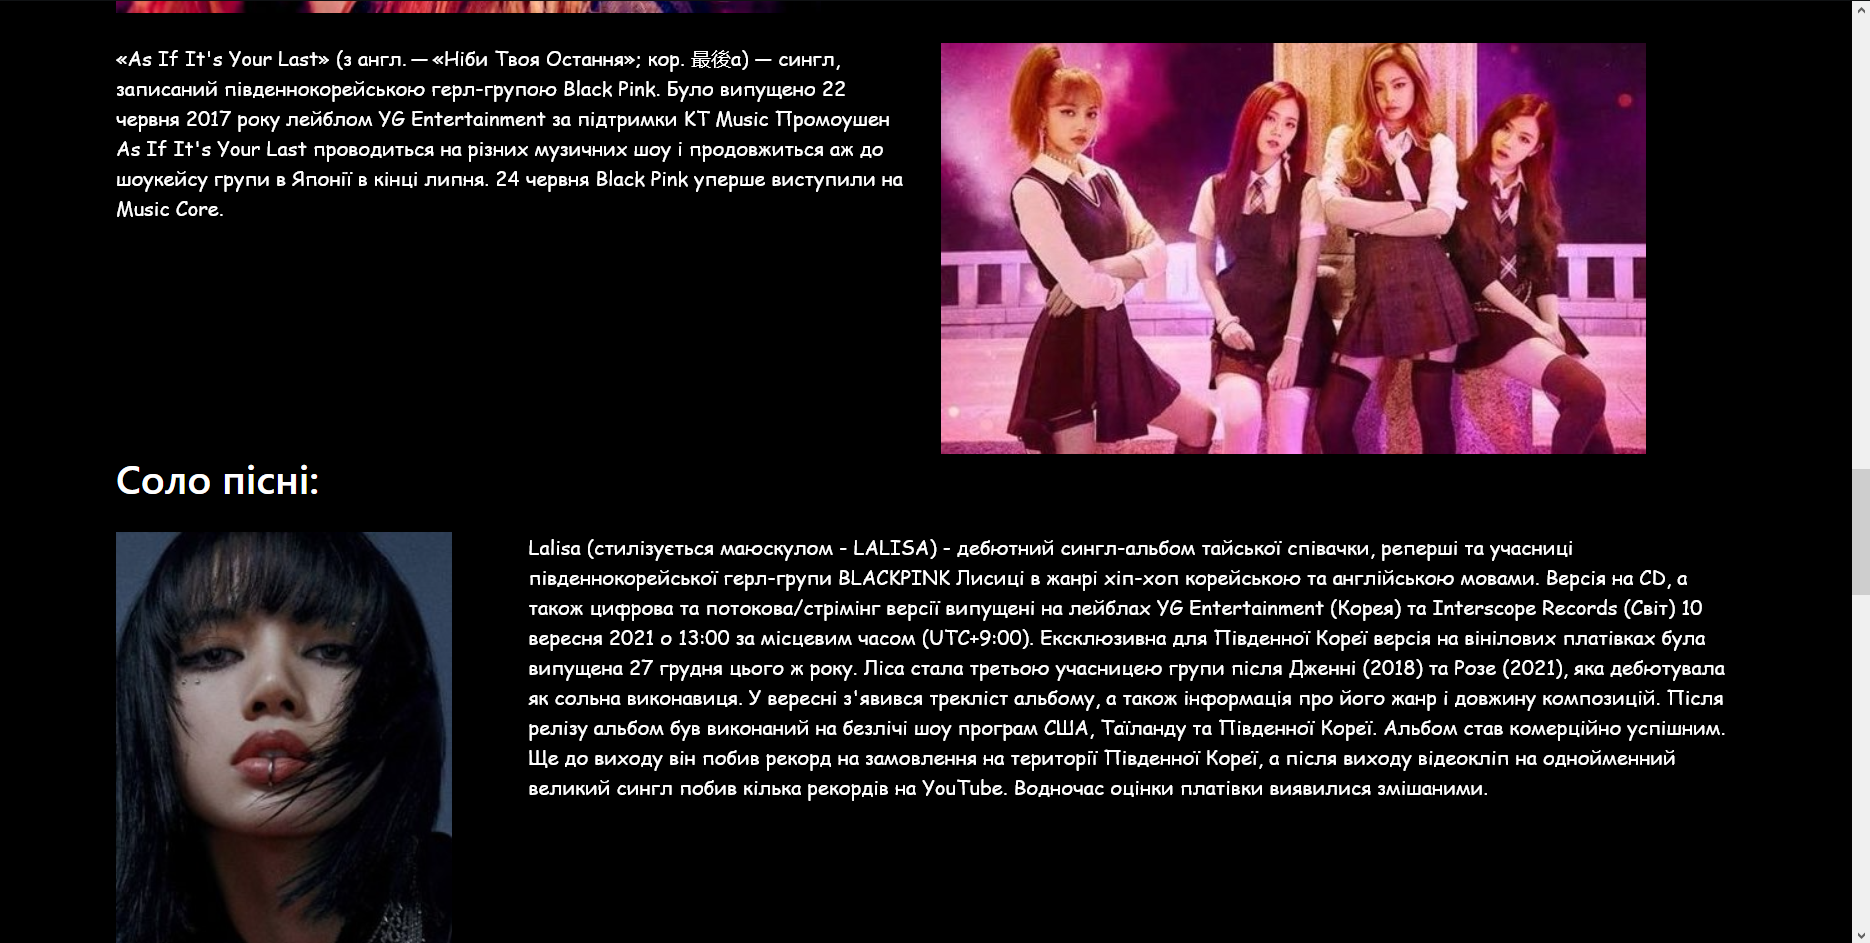 «As If It's Your Last» (з англ. — «Ніби Твоя Остання»; кор. 最後а) — сингл,
записаний південнокорейською герл-групою Black Pink. Було випущено 22
червня 2017 року лейблом YG Entertainment за підтримки KT Music Промоушен
As If It's Your Last проводиться на різних музичних шоу і продовжиться аж до
шоукейсу групи в Японії в кінці липня. 24 червня Black Pink уперше виступили на
Music Core.
Соло пісні:
Lalisa (стилізується маюскулом - LALISA) - дебютний сингл-альбом тайської співачки, реперші та учасниці
південнокорейської герл-групи BLACKPINK Лисиці в жанрі хіп-хоп корейською та англійською мовами. Версія на CD, а
також цифрова та потокова/стрімінг версії випущені на лейблах YG Entertainment (Корея) та Interscope Records (Світ) 10
вересня 2021 о 13:00 за місцевим часом (UTC+9:00). Ексклюзивна для Південної Кореї версія на вінілових платівках була
випущена 27 грудня цього ж року. Ліса стала третьою учасницею групи після Дженні (2018) та Розе (2021), яка дебютувала
як сольна виконавиця. У вересні з'явився трекліст альбому, а також інформація про його жанр і довжину композицій. Після
релізу альбом був виконаний на безлічі шоу програм США, Таїланду та Південної Кореї. Альбом став комерційно успішним.
Ще до виходу він побив рекорд на замовлення на території Південної Кореї, а після виходу відеокліп на однойменний
великий сингл побив кілька рекордів на YouTube. Водночас оцінки платівки виявилися змішаними.